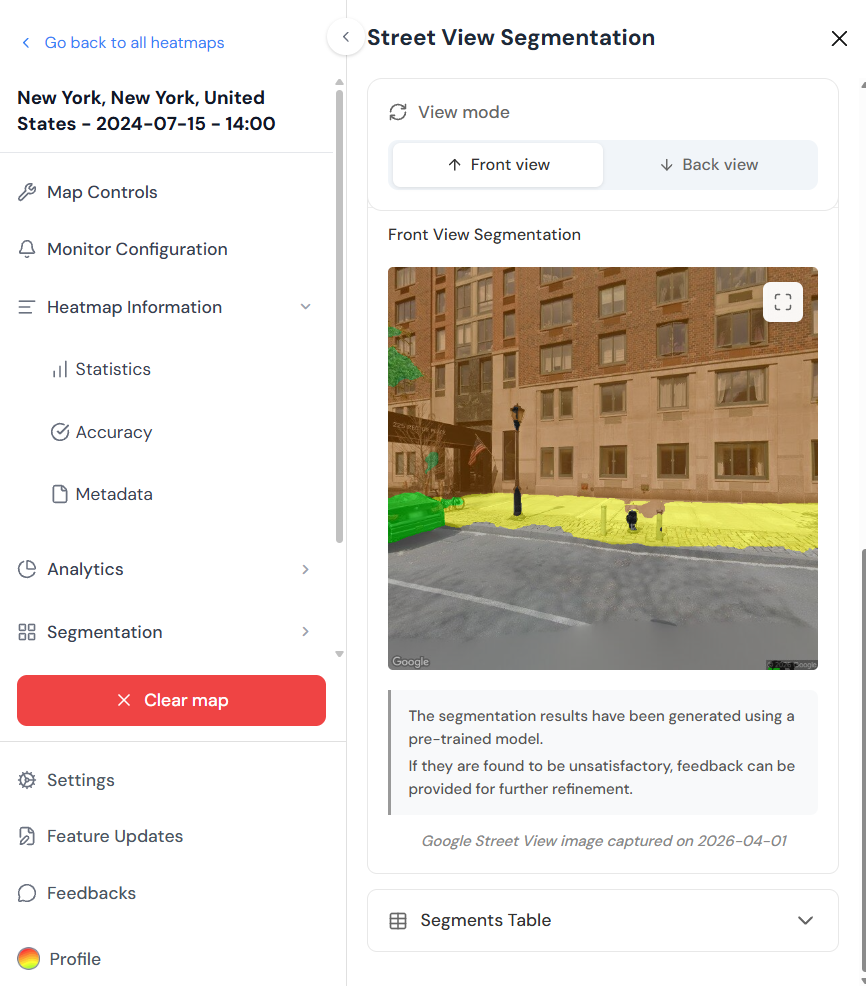 Go back to all heatmaps
New York, New York, United
States - 2024-07-15 - 14:00
Map Controls
Monitor Configuration
Heatmap Information
Statistics
Accuracy
Metadata
Analytics
Segmentation
Clear map
Settings
Feature Updates
Feedbacks
Profile
Street View Segmentation
View mode
Front view
Back view
Front View Segmentation
Google
Google
The segmentation results have been generated using a
pre-trained model.
If they are found to be unsatisfactory, feedback can be
provided for further refinement.
Google Street View image captured on 2026-04-01
Segments Table